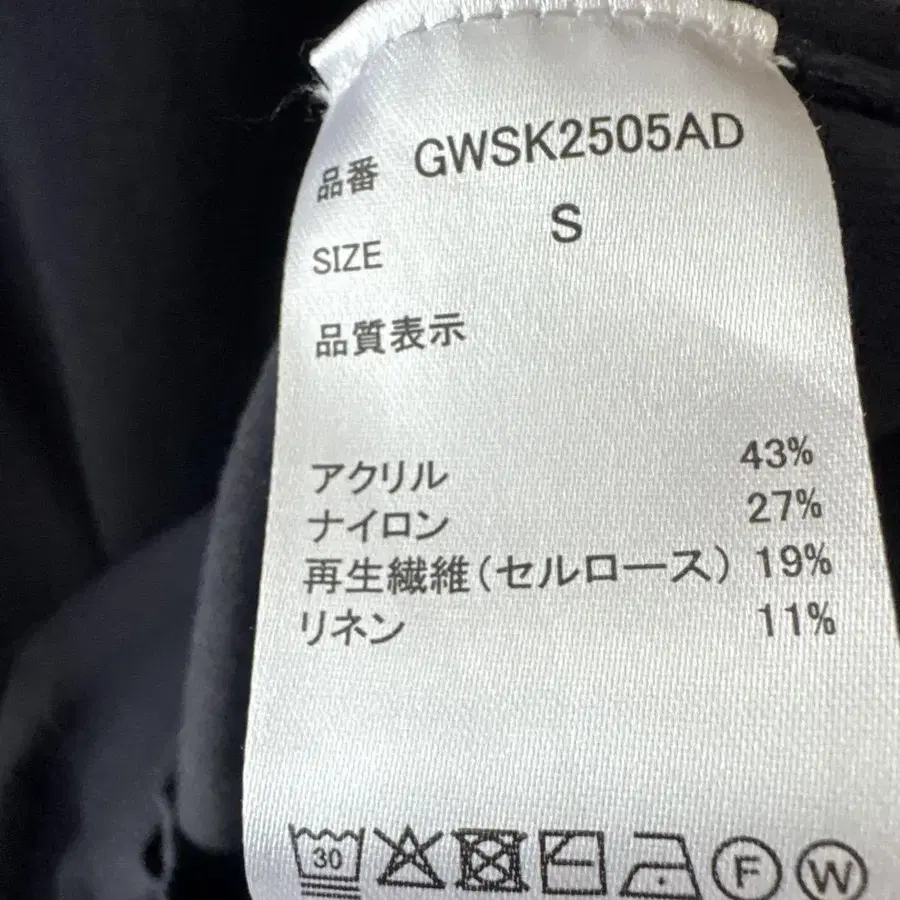 品番 GWSK2505AD
SIZE S
品質表示
アクリル 43%
ナイロン 27%
再生繊維(セルロース) 19%
リネン 11%
30 F W